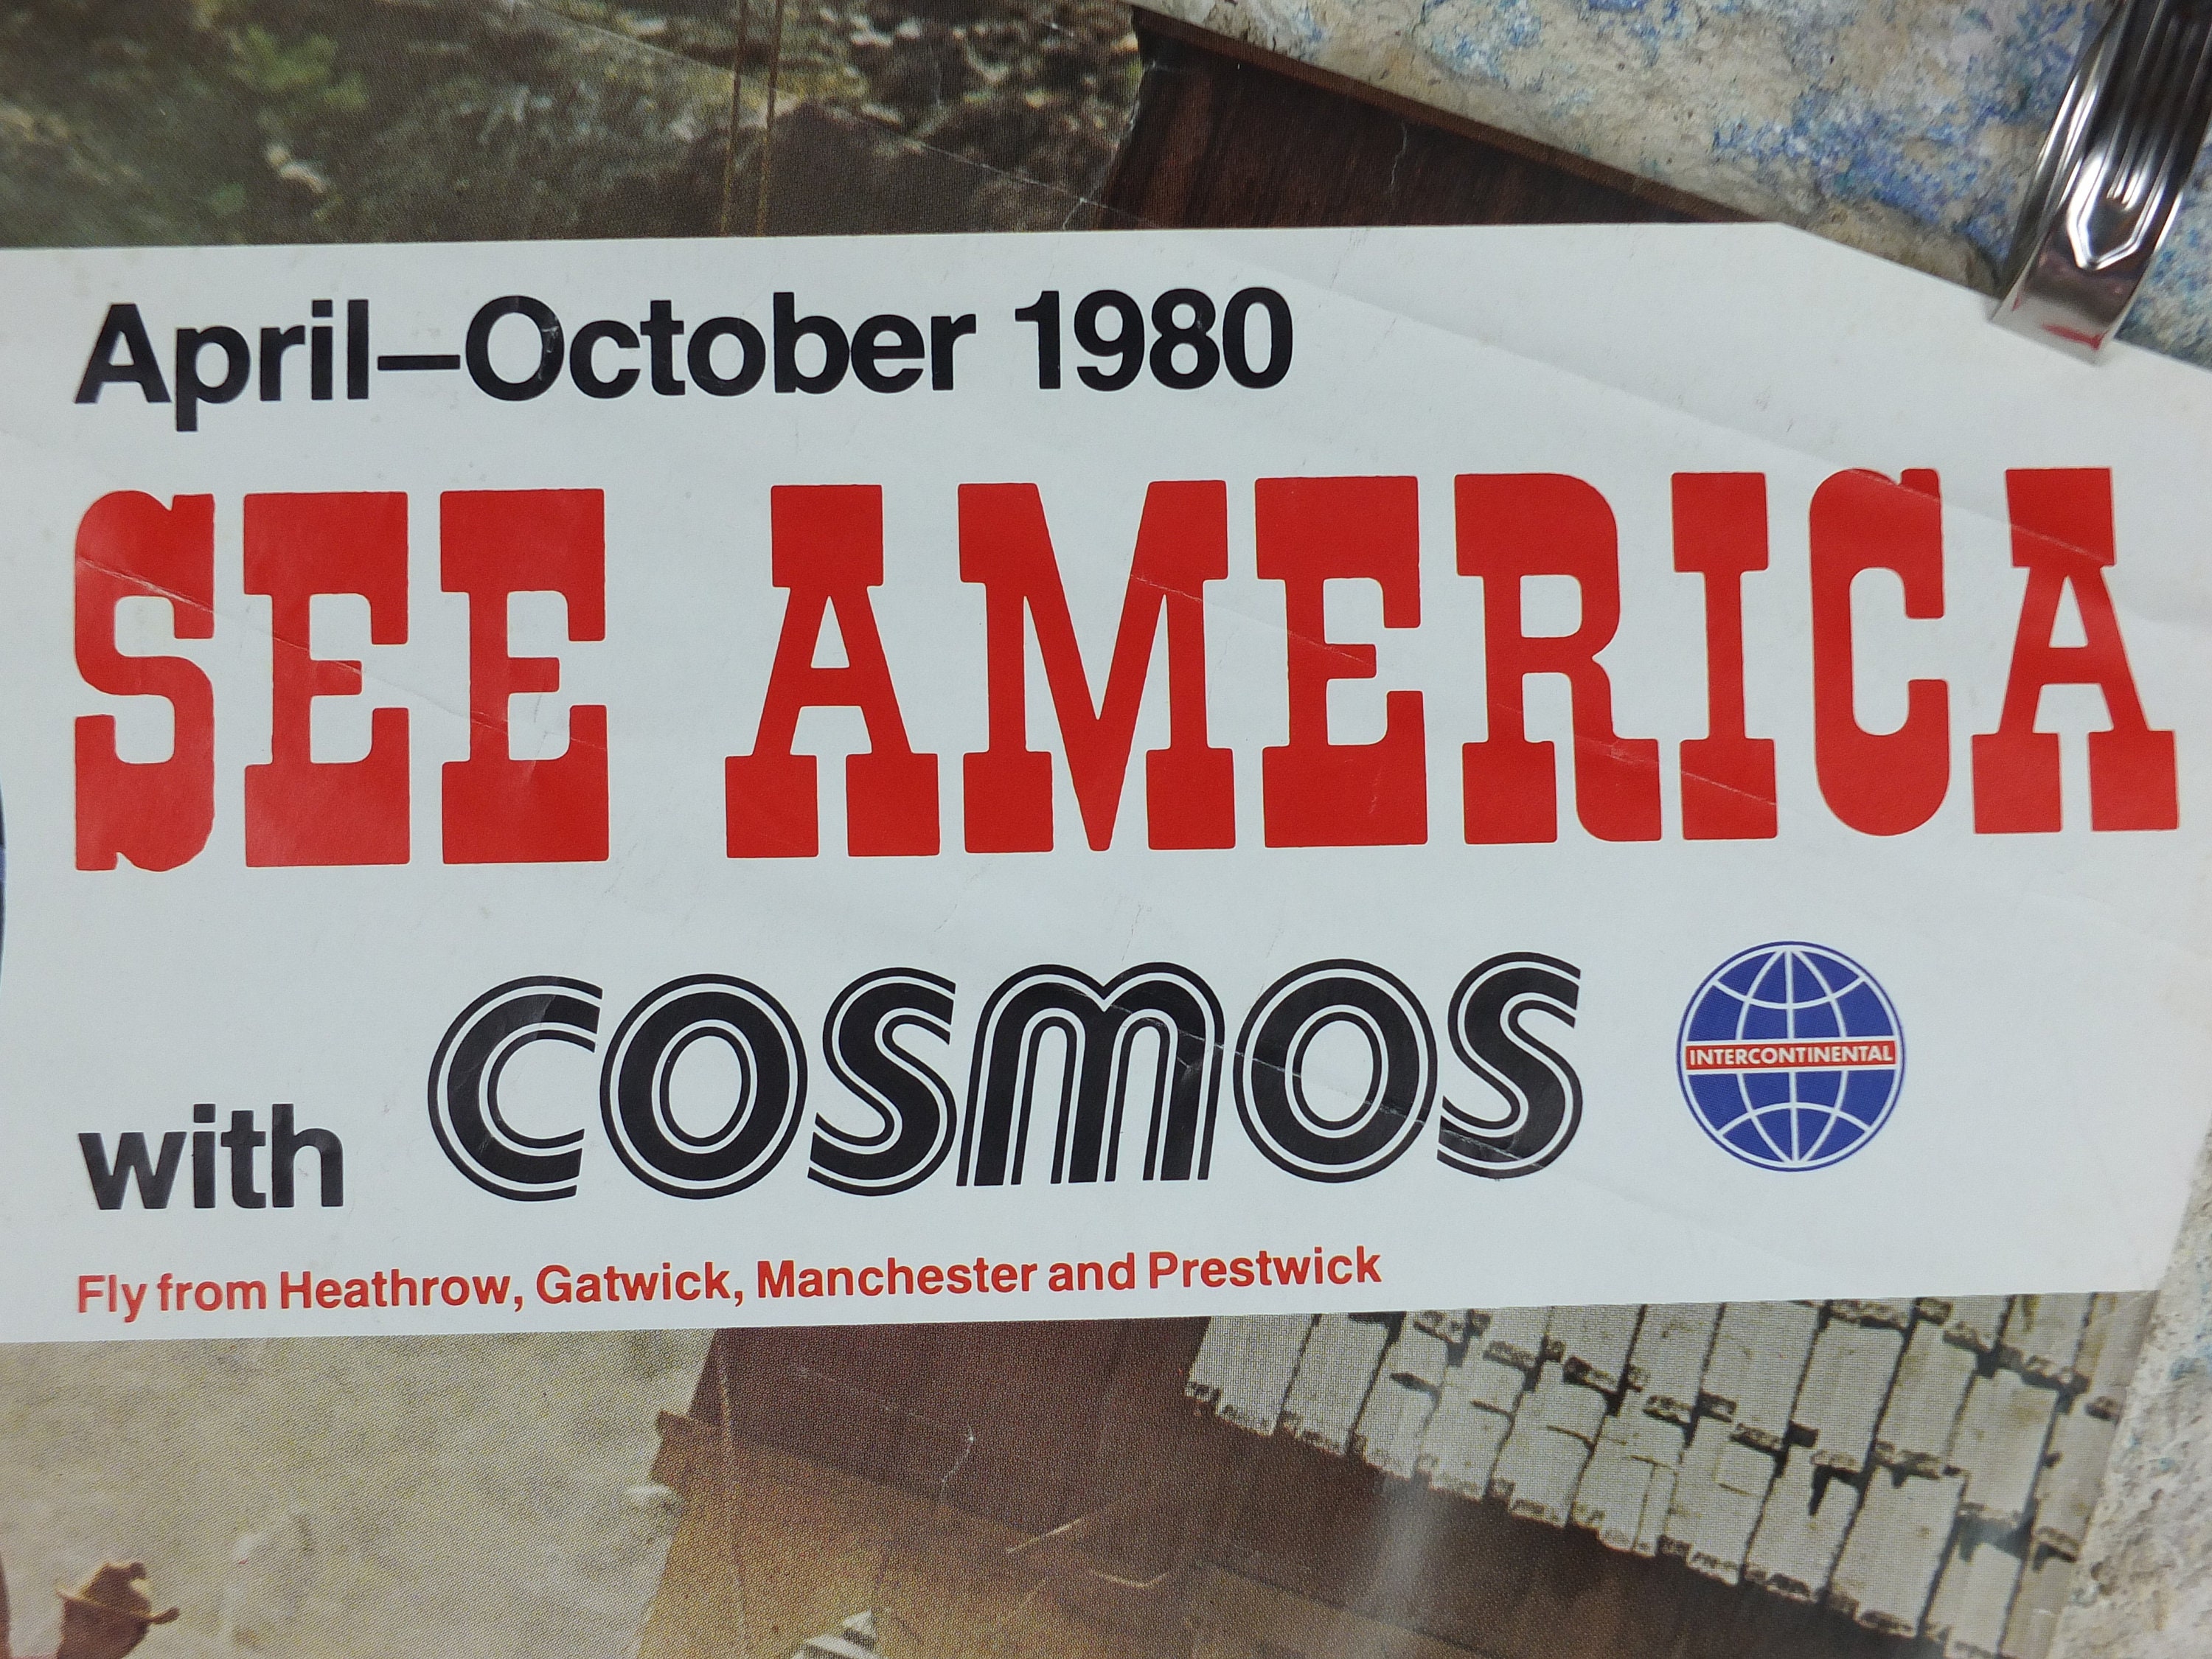 April–October 1980
SEE AMERICA
with cosmos
INTERCONTINENTAL
Fly from Heathrow, Gatwick, Manchester and Prestwick